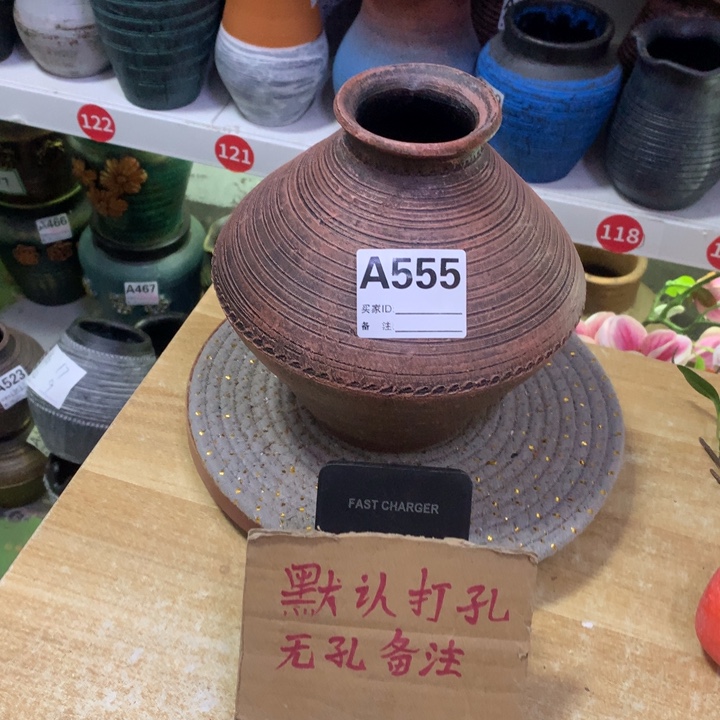 122
121
118
A466
A467
A523
A555
买家ID:
备 注:
FAST CHARGER
默认打孔
无孔备注